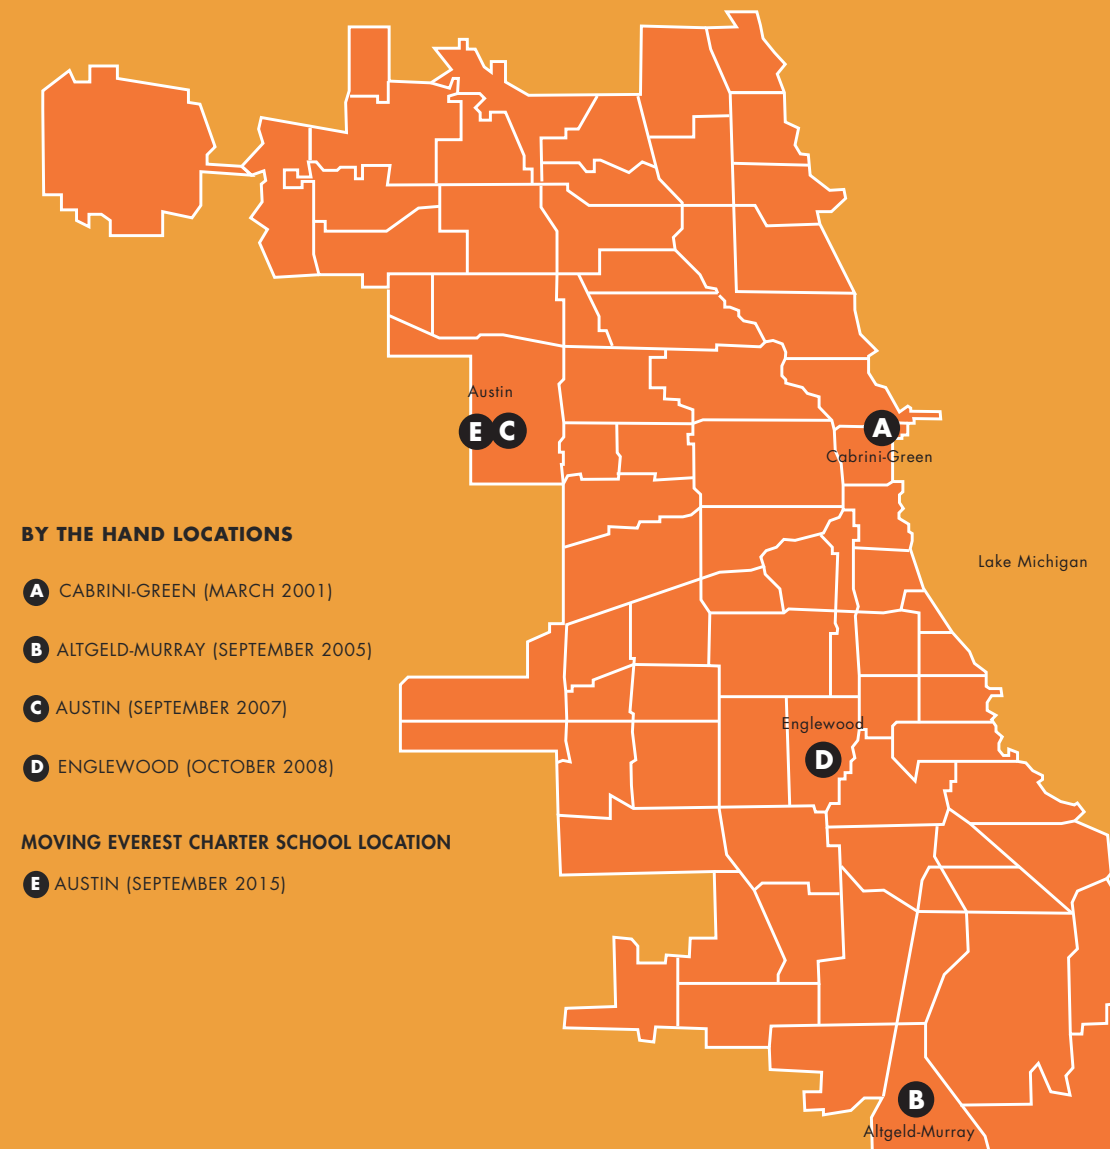 Austin
E C
A
Cabrini-Green
BY THE HAND LOCATIONS
Lake Michigan
A CABRINI-GREEN (MARCH 2001)
B ALTGELD-MURRAY (SEPTEMBER 2005)
C AUSTIN (SEPTEMBER 2007)
Englewood
D
D ENGLEWOOD (OCTOBER 2008)
MOVING EVEREST CHARTER SCHOOL LOCATION
E AUSTIN (SEPTEMBER 2015)
B
Altgeld-Murray